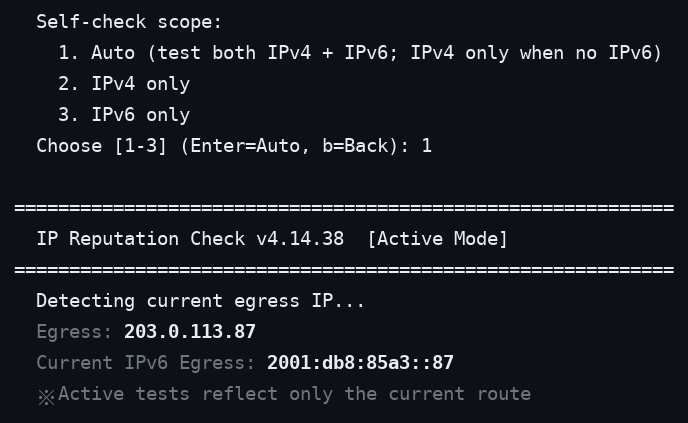 Self-check scope:
1. Auto (test both IPv4 + IPv6; IPv4 only when no IPv6)
2. IPv4 only
3. IPv6 only
Choose [1-3] (Enter=Auto, b=Back): 1
============================================================
IP Reputation Check v4.14.38  [Active Mode]
============================================================
Detecting current egress IP...
Egress: 203.0.113.87
Current IPv6 Egress: 2001:db8:85a3::87
※Active tests reflect only the current route